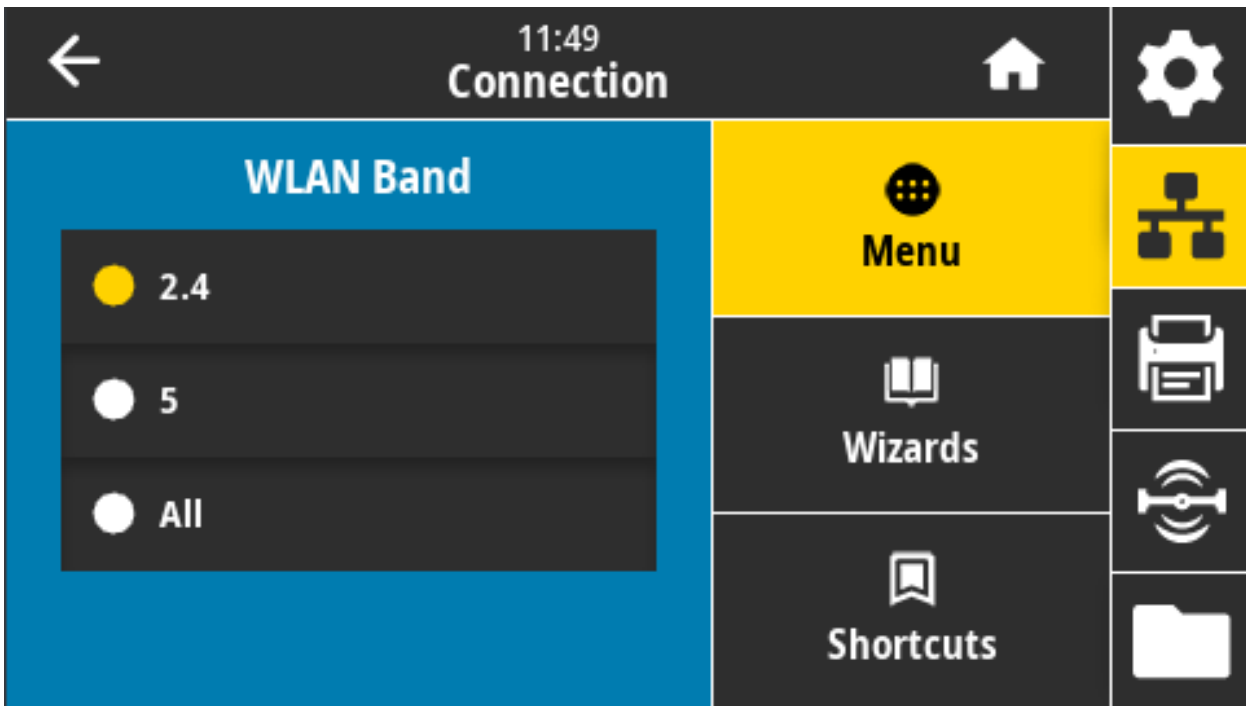 11:49
Connection
WLAN Band
2.4
5
All
Menu
Wizards
Shortcuts